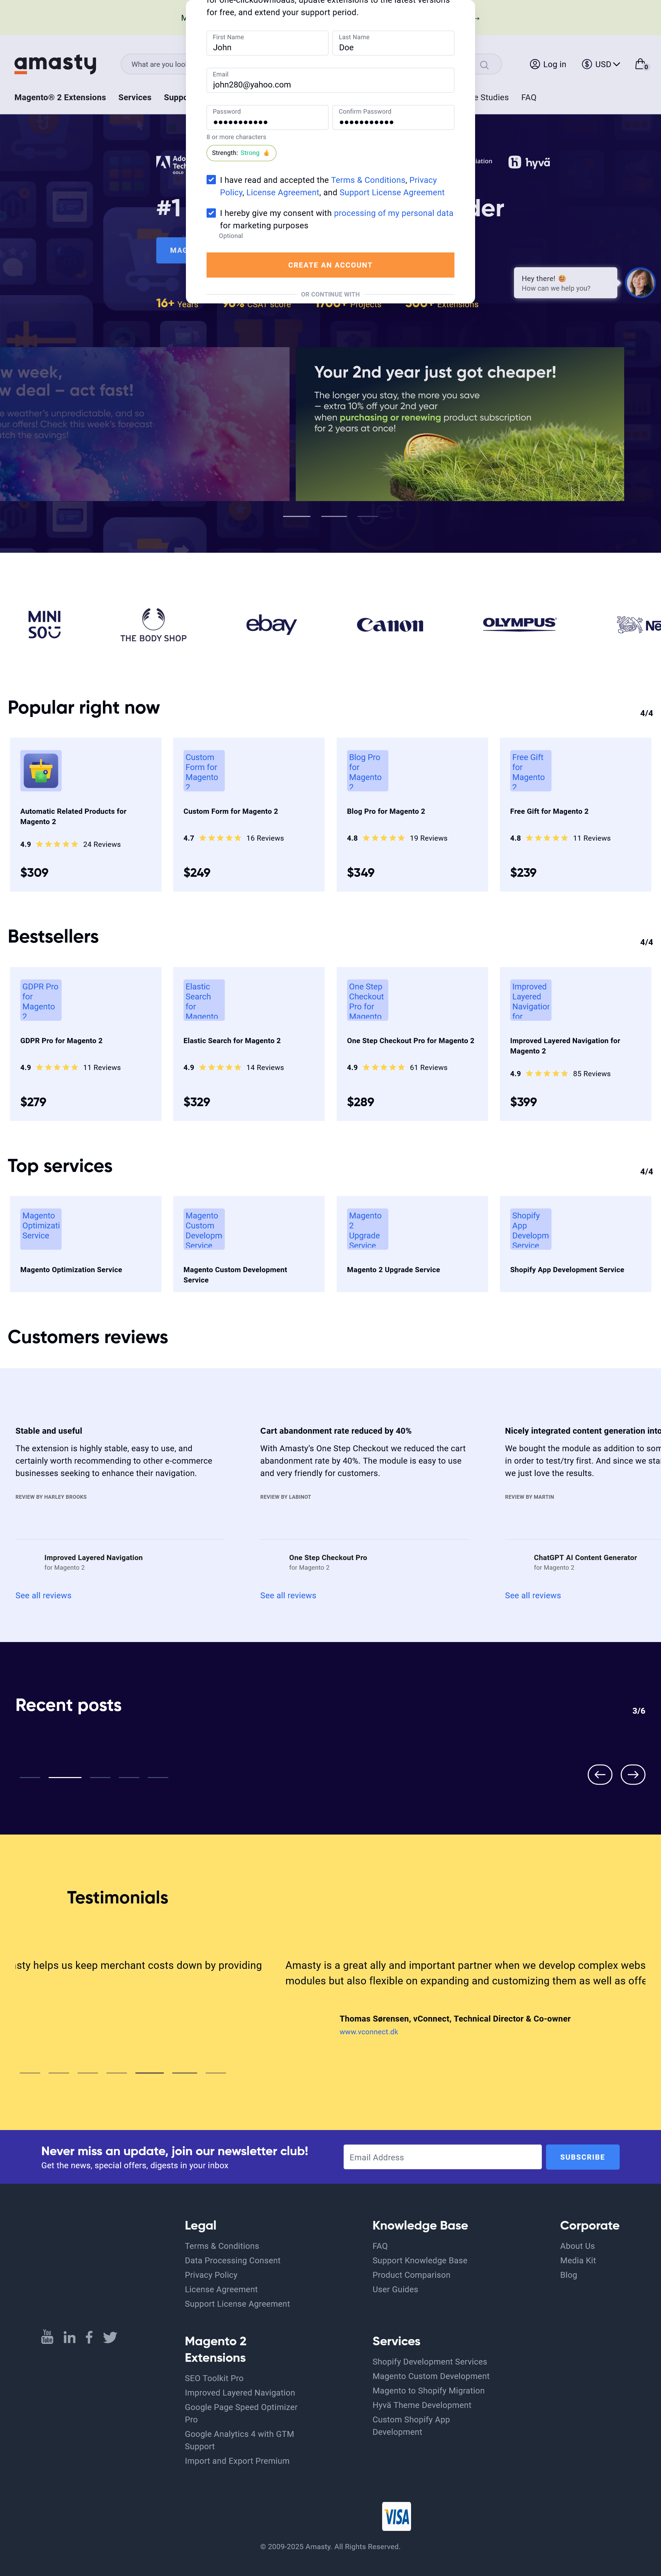 for free, and extend your support period.
First Name
Last Name
John
Doe
Email
john280@yahoo.com
Password
Confirm Password
8 or more characters
Strength: Strong 👍
I have read and accepted the Terms & Conditions, Privacy
Policy, License Agreement, and Support License Agreement
I hereby give my consent with processing of my personal data
for marketing purposes
Optional
CREATE AN ACCOUNT
OR CONTINUE WITH
amasty
Log in
USD
0
Magento® 2 Extensions
Services
FAQ
hyvä
#1
16+ Years
Projects
Extensions
Hey there!
How can we help you?
Your 2nd year just got cheaper!
The longer you stay, the more you save
– extra 10% off your 2nd year
when purchasing or renewing product subscription
for 2 years at once!
MINI
SO
THE BODY SHOP
ebay
Canon
OLYMPUS
Popular right now
4/4
Custom
Form for
Magento
2
Blog Pro
for
Magento
2
Free Gift
for
Magento
2
Automatic Related Products for
Magento 2
4.9
24 Reviews
$309
Custom Form for Magento 2
4.7
16 Reviews
$249
Blog Pro for Magento 2
4.8
19 Reviews
$349
Free Gift for Magento 2
4.8
11 Reviews
$239
Bestsellers
4/4
GDPR Pro
for
Magento
2
Elastic
Search
for
Magento
One Step
Checkout
Pro for
Magento
Improved
Layered
Navigation
for
GDPR Pro for Magento 2
4.9
11 Reviews
$279
Elastic Search for Magento 2
4.9
14 Reviews
$329
One Step Checkout Pro for Magento 2
4.9
61 Reviews
$289
Improved Layered Navigation for
Magento 2
4.9
85 Reviews
$399
Top services
4/4
Magento
Optimizati
Service
Magento
Custom
Developm
Service
Magento
2
Upgrade
Service
Shopify
App
Developm
Service
Magento Optimization Service
Magento Custom Development
Service
Magento 2 Upgrade Service
Shopify App Development Service
Customers reviews
Stable and useful
The extension is highly stable, easy to use, and
certainly worth recommending to other e-commerce
businesses seeking to enhance their navigation.
REVIEW BY HARLEY BROOKS
Improved Layered Navigation
for Magento 2
See all reviews
Cart abandonment rate reduced by 40%
With Amasty's One Step Checkout we reduced the cart
abandonment rate by 40%. The module is easy to use
and very friendly for customers.
REVIEW BY LABINOT
One Step Checkout Pro
for Magento 2
See all reviews
Nicely integrated content generation into
We bought the module as addition to som
in order to test/try first. And since we sta
we just love the results.
REVIEW BY MARTIN
ChatGPT AI Content Generator
for Magento 2
See all reviews
Recent posts
3/6
Testimonials
sty helps us keep merchant costs down by providing
Amasty is a great ally and important partner when we develop complex webs
modules but also flexible on expanding and customizing them as well as offe
Thomas Sørensen, vConnect, Technical Director & Co-owner
www.vconnect.dk
Never miss an update, join our newsletter club!
Get the news, special offers, digests in your inbox
Email Address
SUBSCRIBE
Legal
Terms & Conditions
Data Processing Consent
Privacy Policy
License Agreement
Support License Agreement
Knowledge Base
FAQ
Support Knowledge Base
Product Comparison
User Guides
Corporate
About Us
Media Kit
Blog
You
Tube
Magento 2
Extensions
SEO Toolkit Pro
Improved Layered Navigation
Google Page Speed Optimizer
Pro
Google Analytics 4 with GTM
Support
Import and Export Premium
Services
Shopify Development Services
Magento Custom Development
Magento to Shopify Migration
Hyvä Theme Development
Custom Shopify App
Development
VISA
© 2009-2025 Amasty. All Rights Reserved.